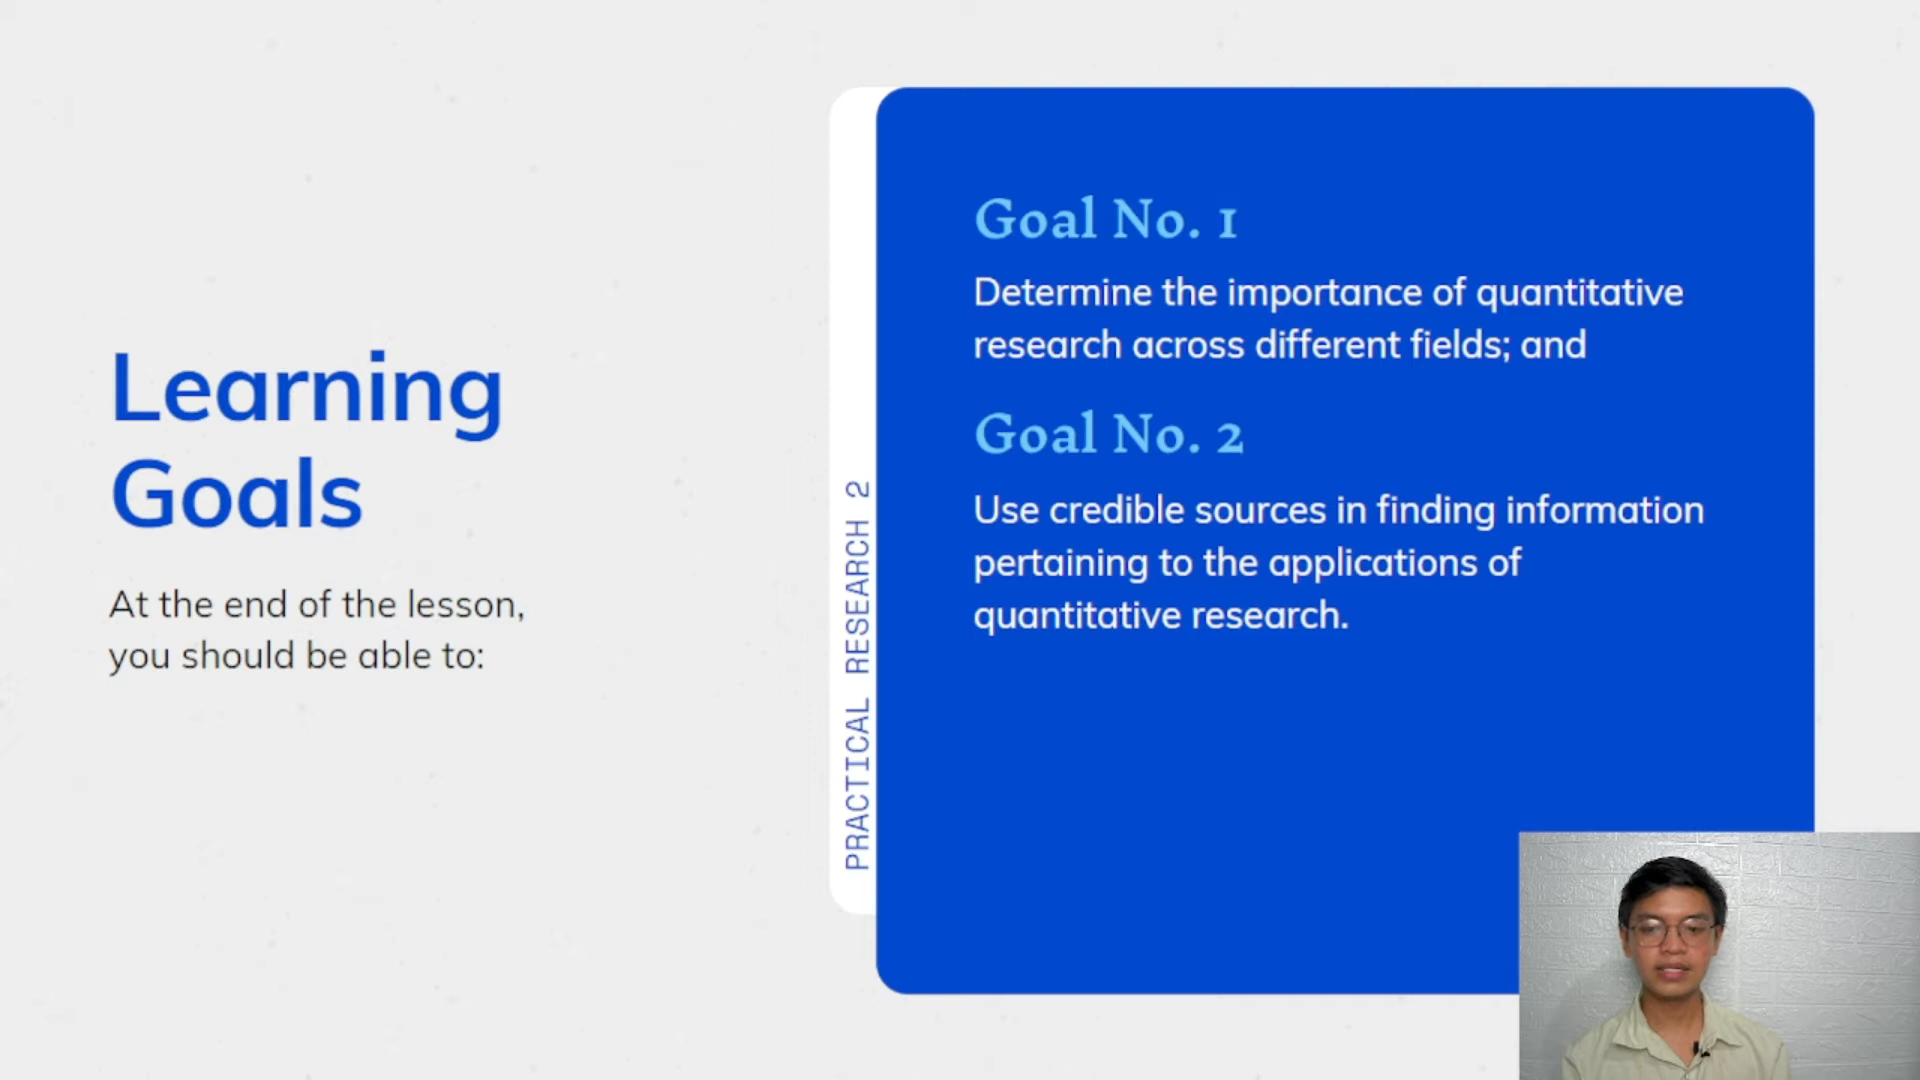 Learning
Goals
At the end of the lesson,
you should be able to:
PRACTICAL RESEARCH 2
Goal No. 1
Determine the importance of quantitative
research across different fields; and
Goal No. 2
Use credible sources in finding information
pertaining to the applications of
quantitative research.